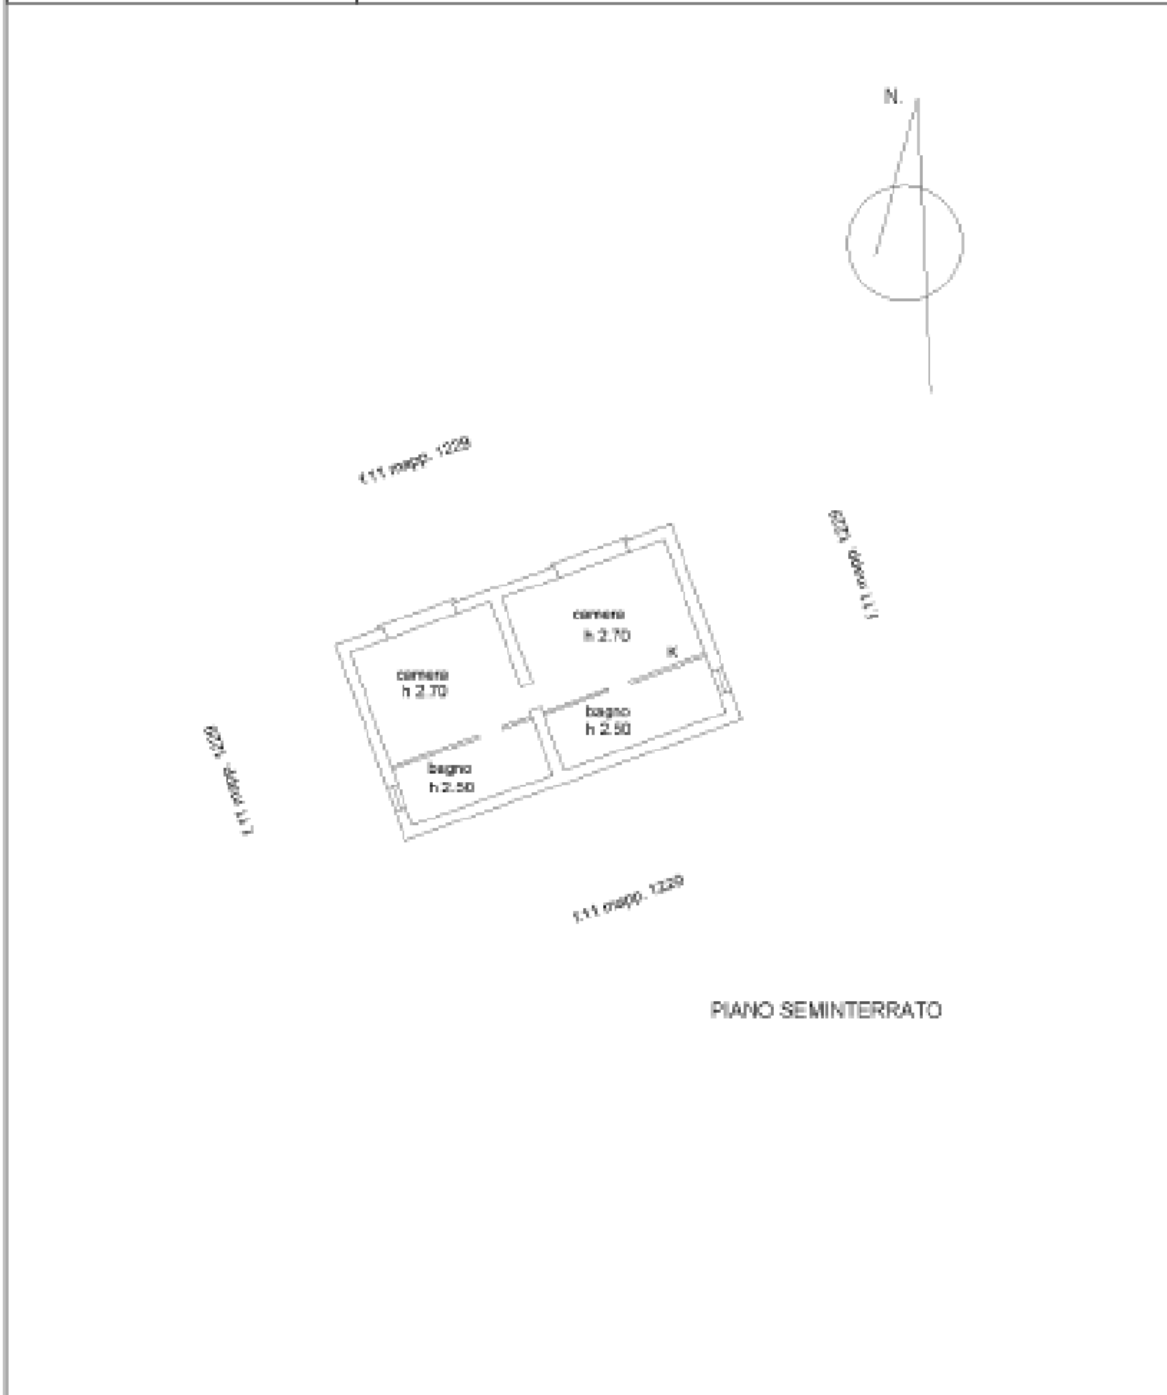 N.
f.11 mapp. 1229
f.11 mapp. 1229
camera
h 2.70
K
camera
h 2.70
bagno
h 2.50
bagno
h 2.50
f.11 mapp. 1229
f.11 mapp. 1229
PIANO SEMINTERRATO